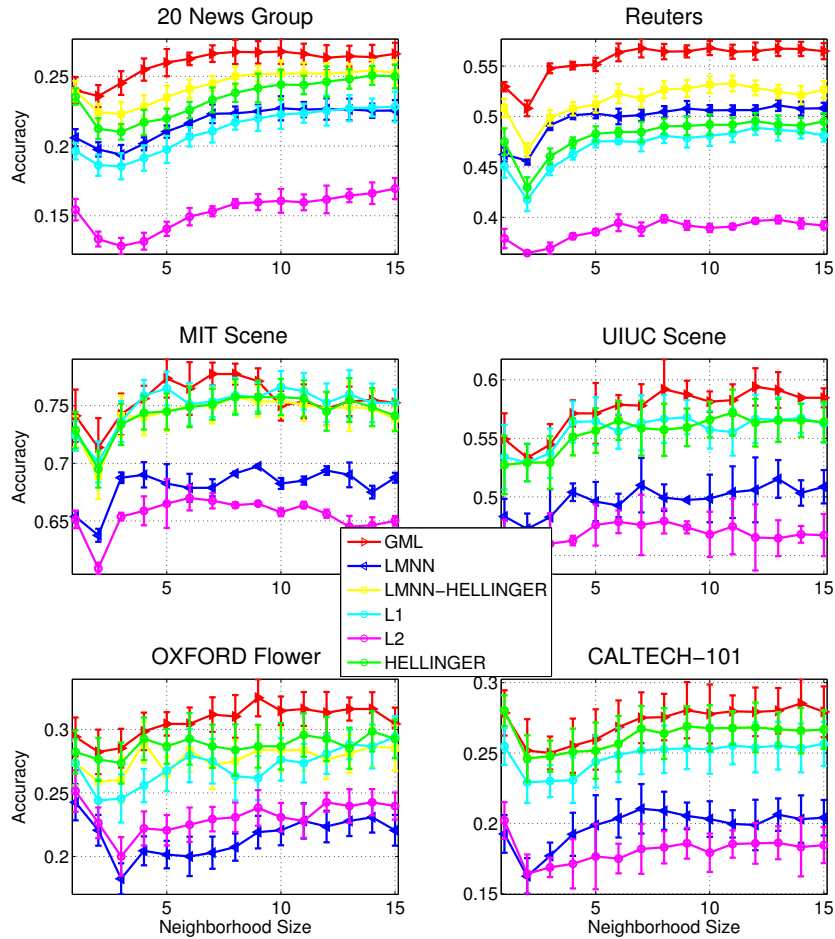 20 News Group
Reuters
0.25
0.2
0.15
Accuracy
5
10
15
0.55
0.5
0.45
0.4
Accuracy
5
10
15
MIT Scene
UIUC Scene
0.75
0.7
0.65
Accuracy
5
10
15
0.6
0.55
0.5
Accuracy
5
10
15
GML
LMNN
LMNN−HELLINGER
L1
L2
HELLINGER
OXFORD Flower
CALTECH−101
0.3
0.25
0.2
Accuracy
5
10
15
Neighborhood Size
0.3
0.25
0.2
0.15
Accuracy
5
10
15
Neighborhood Size